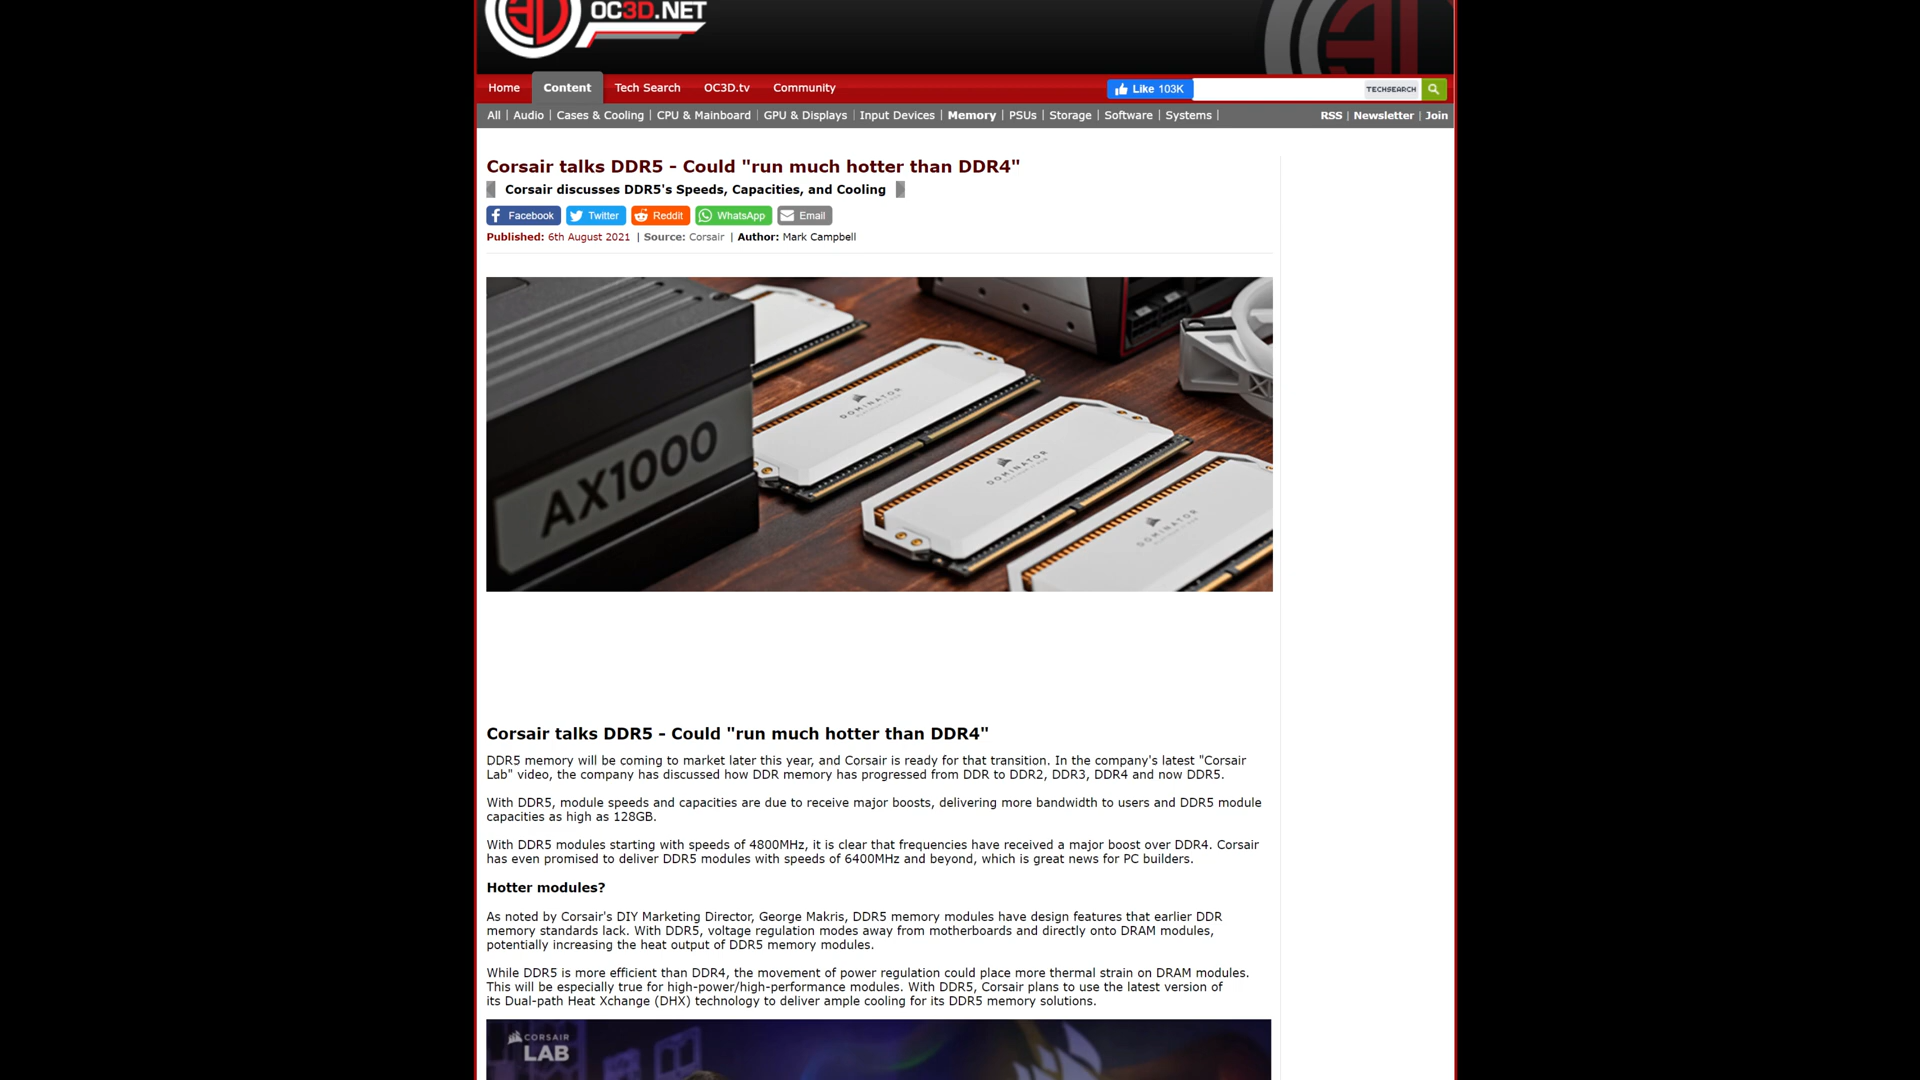 OC3D.NET
Home Content Tech Search OC3D.tv Community Like 103K TECHSEARCH
All | Audio | Cases & Cooling | CPU & Mainboard | GPU & Displays | Input Devices | Memory | PSUs | Storage | Software | Systems | RSS | Newsletter | Join
Corsair talks DDR5 - Could "run much hotter than DDR4"
Corsair discusses DDR5's Speeds, Capacities, and Cooling
Facebook Twitter Reddit WhatsApp Email
Published: 6th August 2021 | Source: Corsair | Author: Mark Campbell
AX1000
DOMINATOR
DOMINATOR
DOMINATOR
Corsair talks DDR5 - Could "run much hotter than DDR4"
DDR5 memory will be coming to market later this year, and Corsair is ready for that transition. In the company's latest "Corsair
Lab" video, the company has discussed how DDR memory has progressed from DDR to DDR2, DDR3, DDR4 and now DDR5.
With DDR5, module speeds and capacities are due to receive major boosts, delivering more bandwidth to users and DDR5 module
capacities as high as 128GB.
With DDR5 modules starting with speeds of 4800MHz, it is clear that frequencies have received a major boost over DDR4. Corsair
has even promised to deliver DDR5 modules with speeds of 6400MHz and beyond, which is great news for PC builders.
Hotter modules?
As noted by Corsair's DIY Marketing Director, George Makris, DDR5 memory modules have design features that earlier DDR
memory standards lack. With DDR5, voltage regulation modes away from motherboards and directly onto DRAM modules,
potentially increasing the heat output of DDR5 memory modules.
While DDR5 is more efficient than DDR4, the movement of power regulation could place more thermal strain on DRAM modules.
This will be especially true for high-power/high-performance modules. With DDR5, Corsair plans to use the latest version of
its Dual-path Heat Xchange (DHX) technology to deliver ample cooling for its DDR5 memory solutions.
CORSAIR
LAB